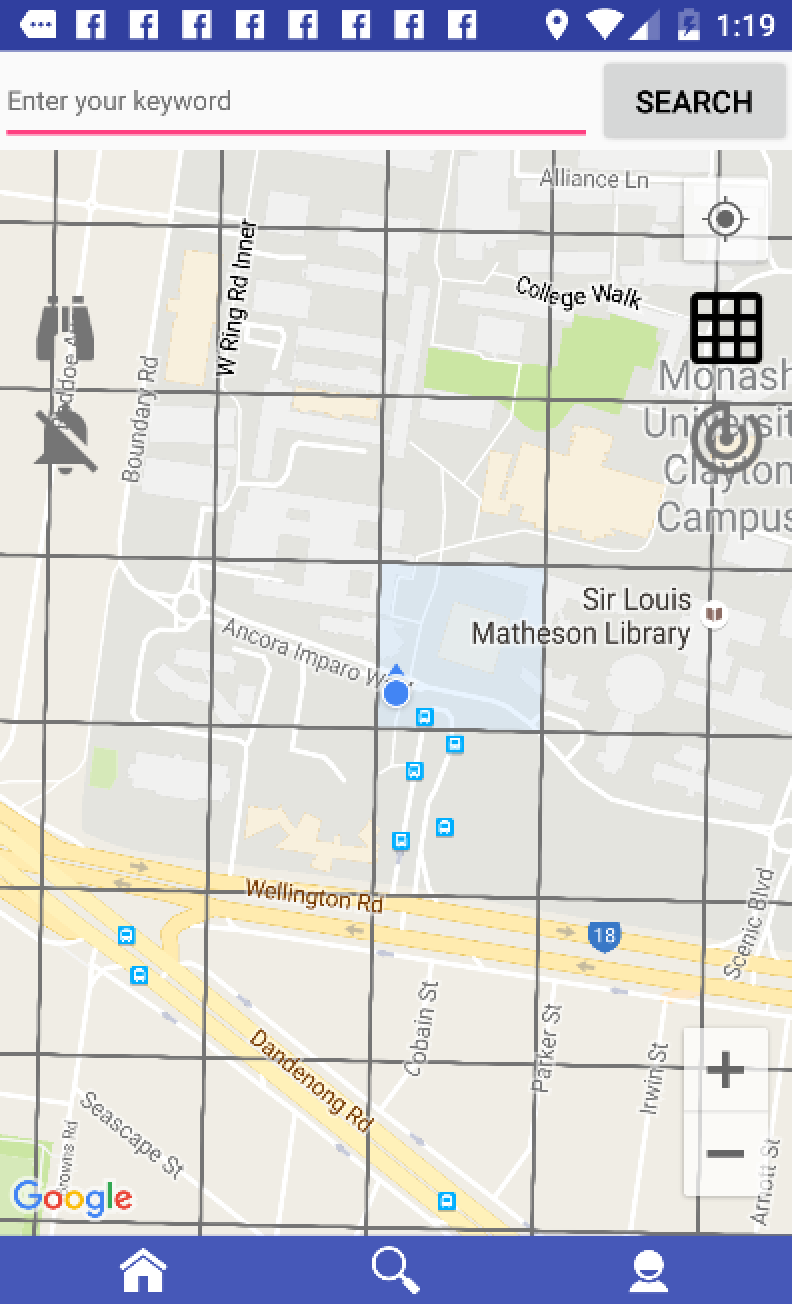 1:19
Enter your keyword
SEARCH
Alliance Ln
W Ring Rd Inner
College Walk
Boundary Rd
Monash
University
Clayton
Campus
Sir Louis
Matheson Library
Ancora Imparo Way
Wellington Rd
18
Scenic Blvd
Cobain St
Parker St
Dandenong Rd
Irwin St
Seascape St
Arnott St
Google